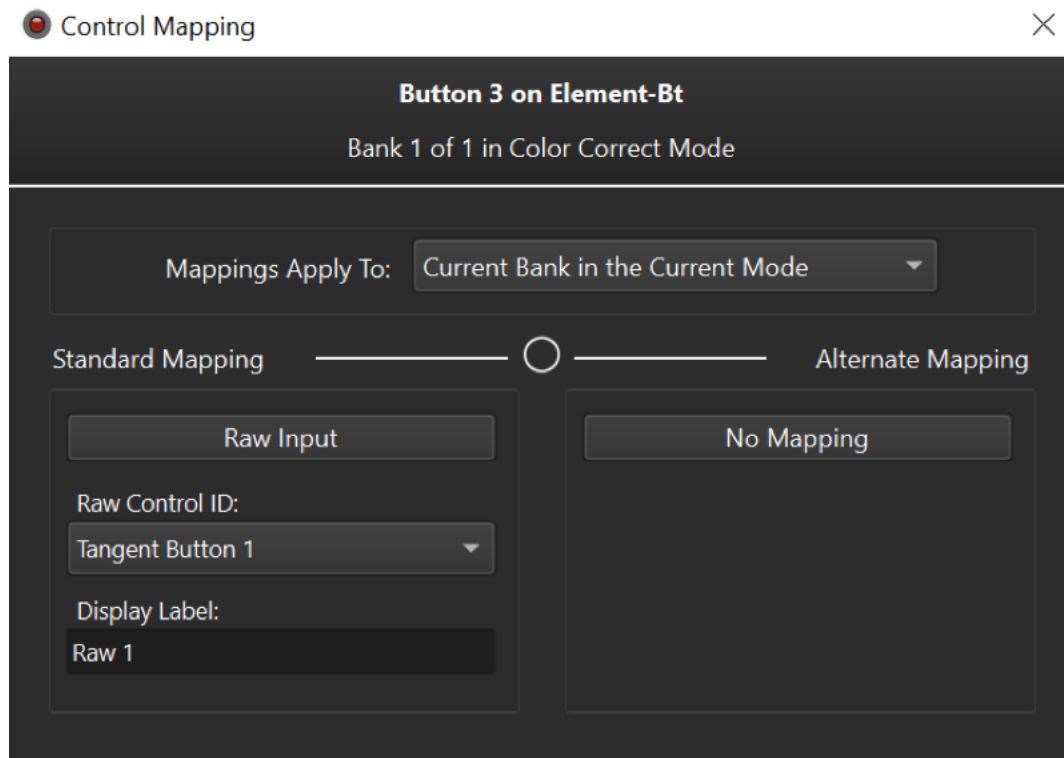 Control Mapping
Button 3 on Element-Bt
Bank 1 of 1 in Color Correct Mode
Mappings Apply To: Current Bank in the Current Mode
Standard Mapping Alternate Mapping
Raw Input No Mapping
Raw Control ID:
Tangent Button 1
Display Label:
Raw 1